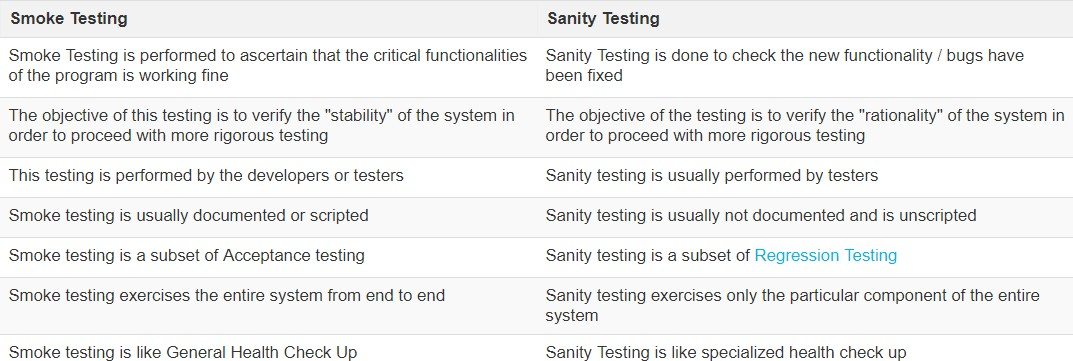 Smoke Testing
Sanity Testing
Smoke Testing is performed to ascertain that the critical functionalities
of the program is working fine
Sanity Testing is done to check the new functionality / bugs have
been fixed
The objective of this testing is to verify the "stability" of the system in
order to proceed with more rigorous testing
The objective of the testing is to verify the "rationality" of the system in
order to proceed with more rigorous testing
This testing is performed by the developers or testers
Sanity testing is usually performed by testers
Smoke testing is usually documented or scripted
Sanity testing is usually not documented and is unscripted
Smoke testing is a subset of Acceptance testing
Sanity testing is a subset of Regression Testing
Smoke testing exercises the entire system from end to end
Sanity testing exercises only the particular component of the entire
system
Smoke testing is like General Health Check Up
Sanity Testing is like specialized health check up